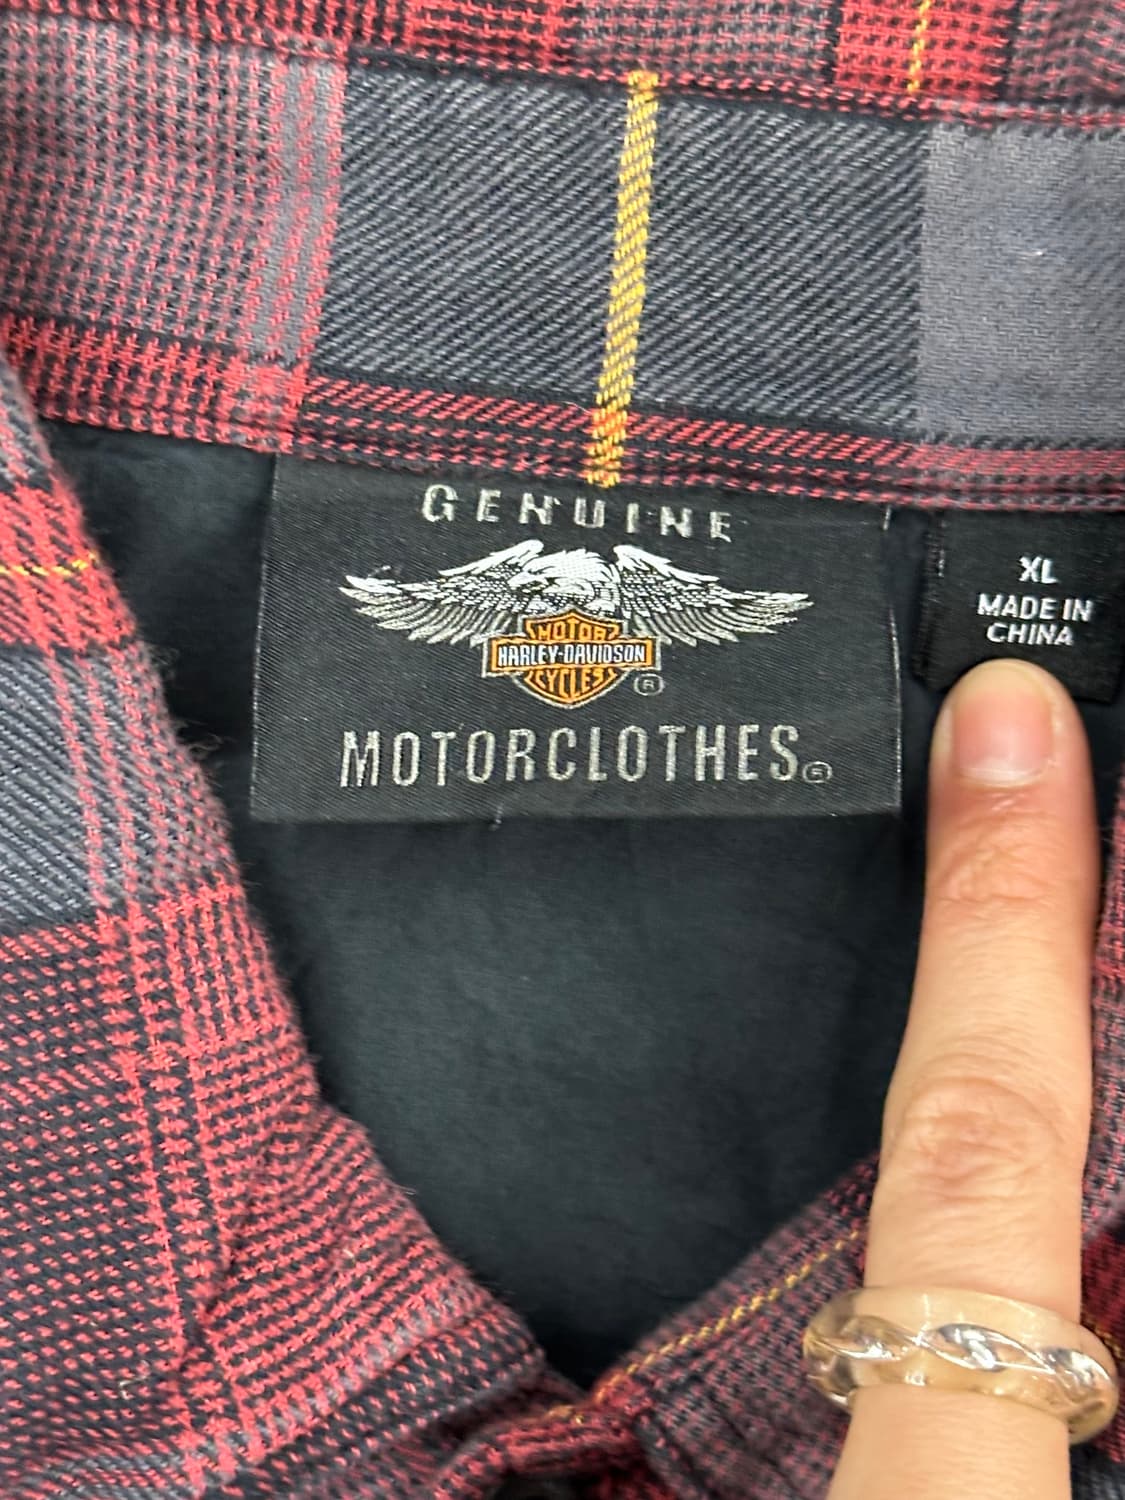 GENUINE
MOTOR
HARLEY-DAVIDSON
CYCLES
®
MOTORCLOTHES®
XL
MADE IN
CHINA